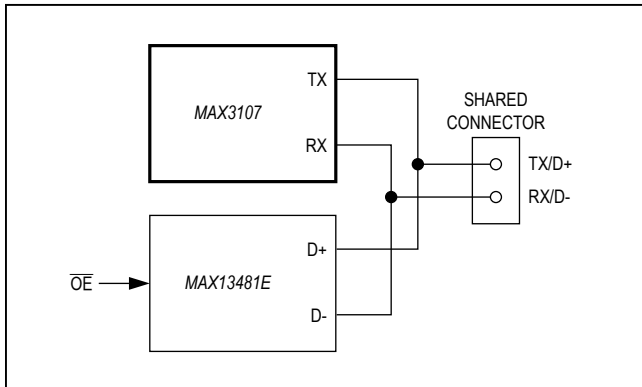 TX
MAX3107
RX
SHARED
CONNECTOR
TX/D+
RX/D-
D+
OE
MAX13481E
D-